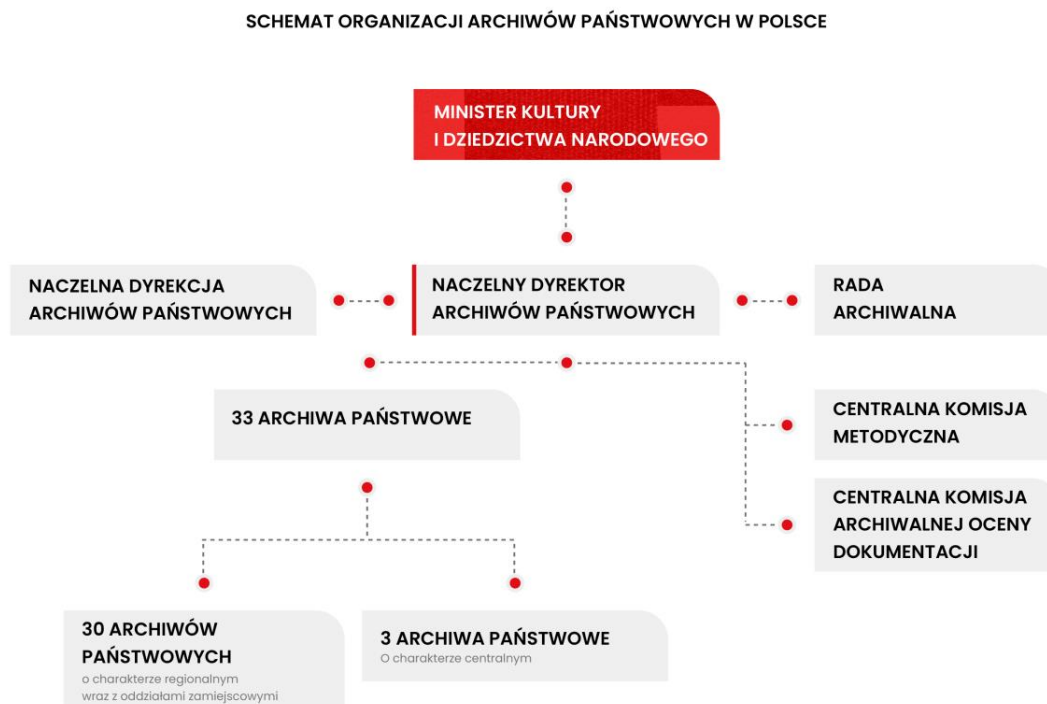 SCHEMAT ORGANIZACJI ARCHIWÓW PAŃSTWOWYCH W POLSCE
MINISTER KULTURY
I DZIEDZICTWA NARODOWEGO
NACZELNA DYREKCJA
ARCHIWÓW PAŃSTWOWYCH
NACZELNY DYREKTOR
ARCHIWÓW PAŃSTWOWYCH
RADA
ARCHIWALNA
33 ARCHIWA PAŃSTWOWE
CENTRALNA KOMISJA
METODYCZNA
CENTRALNA KOMISJA
ARCHIWALNEJ OCENY
DOKUMENTACJI
30 ARCHIWÓW
PAŃSTWOWYCH
o charakterze regionalnym
wraz z oddziałami zamiejscowymi
3 ARCHIWA PAŃSTWOWE
O charakterze centralnym